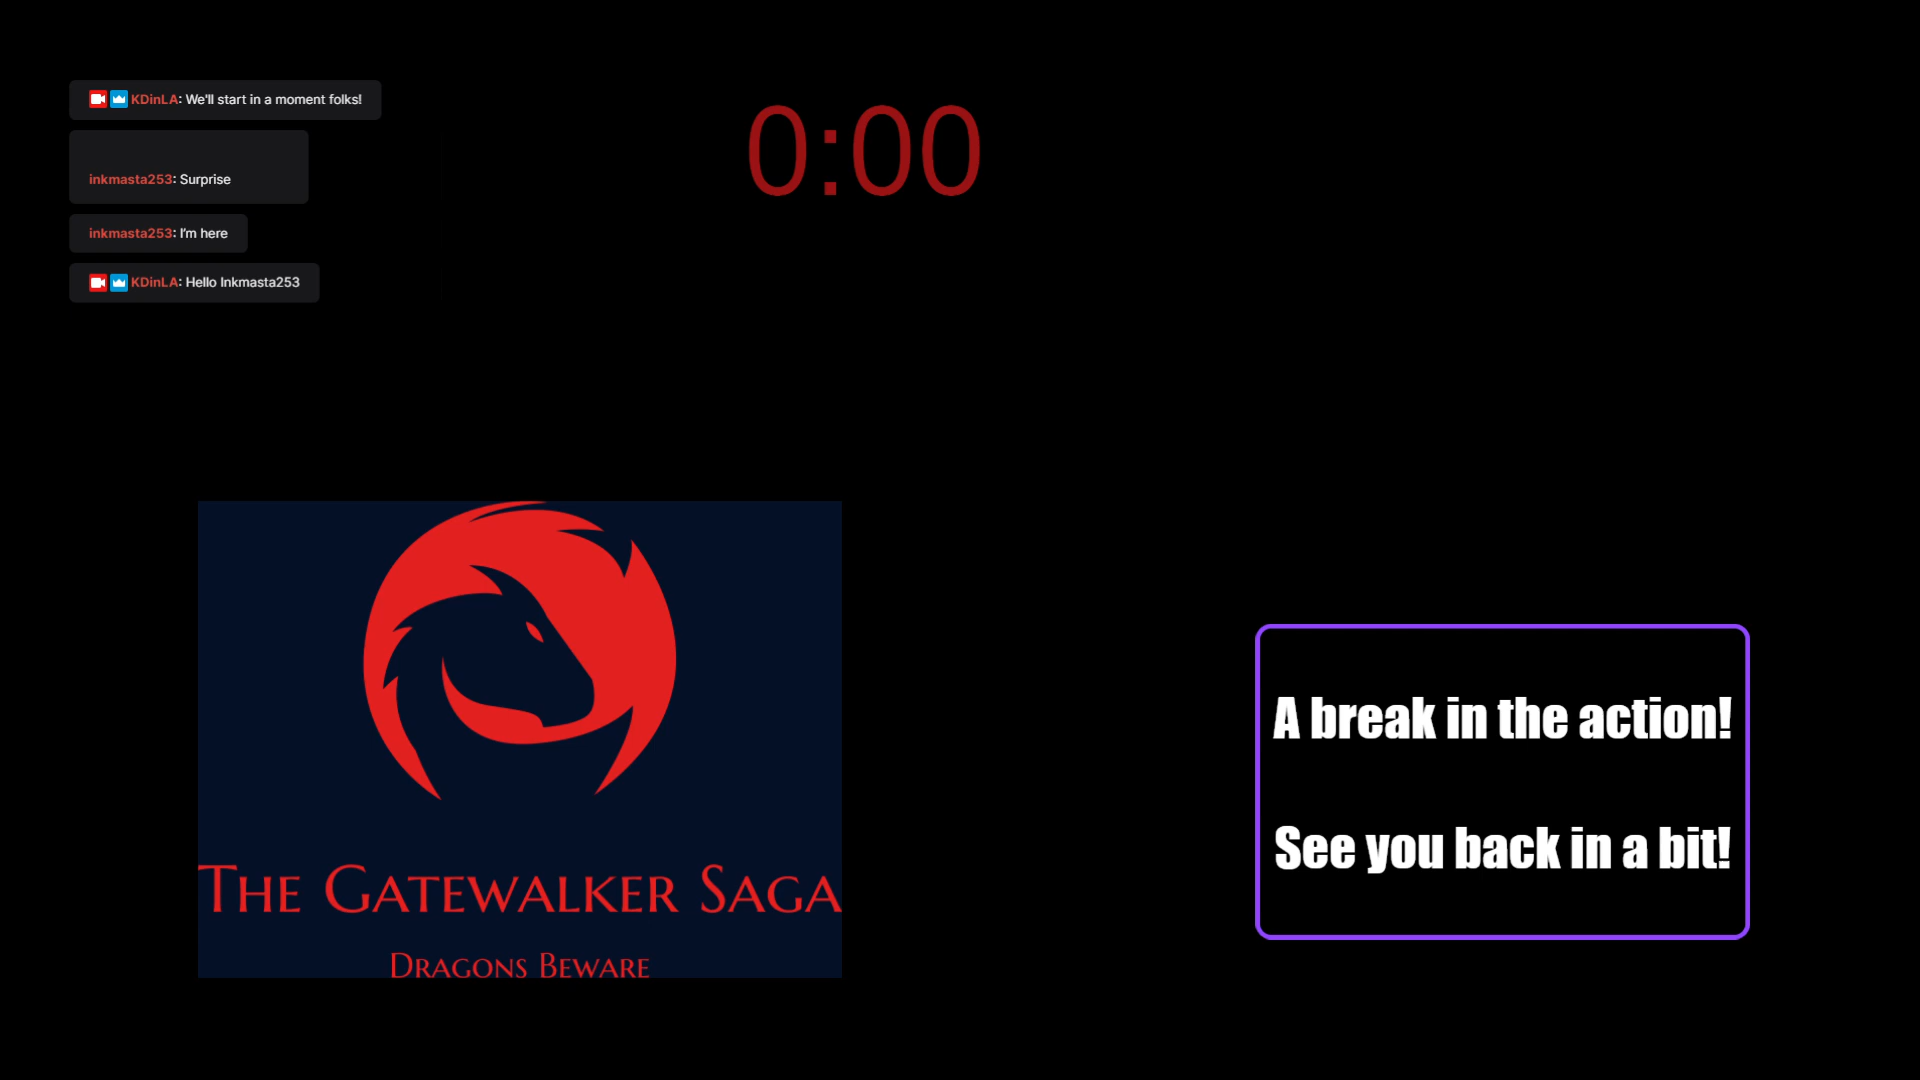 KDinLA: We'll start in a moment folks!
inkmasta253: Surprise
inkmasta253: I'm here
KDinLA: Hello Inkmasta253
0:00
The Gatewalker Saga
Dragons Beware
A break in the action!
See you back in a bit!